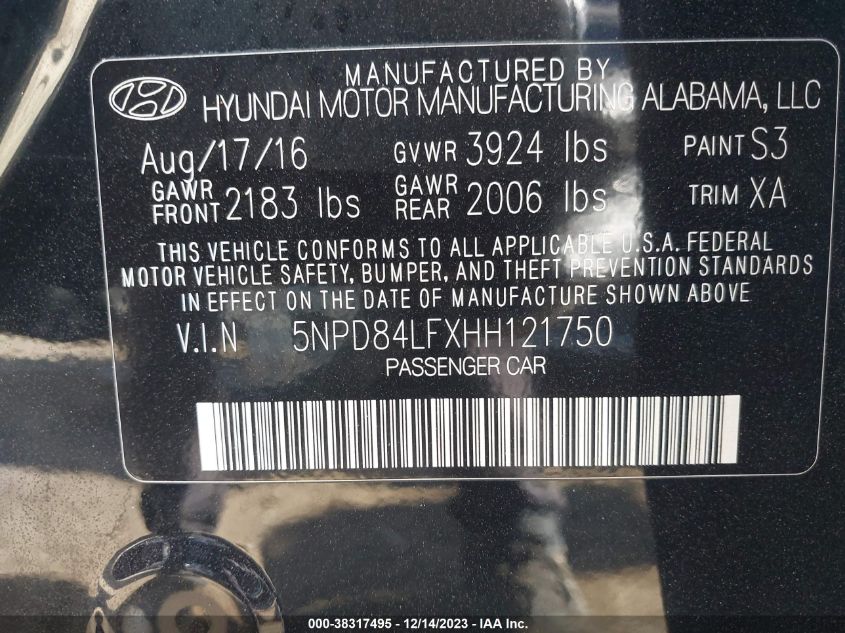 MANUFACTURED BY
HYUNDAI MOTOR MANUFACTURING ALABAMA, LLC
Aug/17/16 GVWR 3924 lbs PAINT S3
GAWR FRONT 2183 lbs GAWR REAR 2006 lbs TRIM XA
THIS VEHICLE CONFORMS TO ALL APPLICABLE U.S.A. FEDERAL
MOTOR VEHICLE SAFETY, BUMPER, AND THEFT PREVENTION STANDARDS
IN EFFECT ON THE DATE OF MANUFACTURE SHOWN ABOVE
V.I.N 5NPD84LFXHH121750
PASSENGER CAR
000-38317495 - 12/14/2023 - IAA Inc.